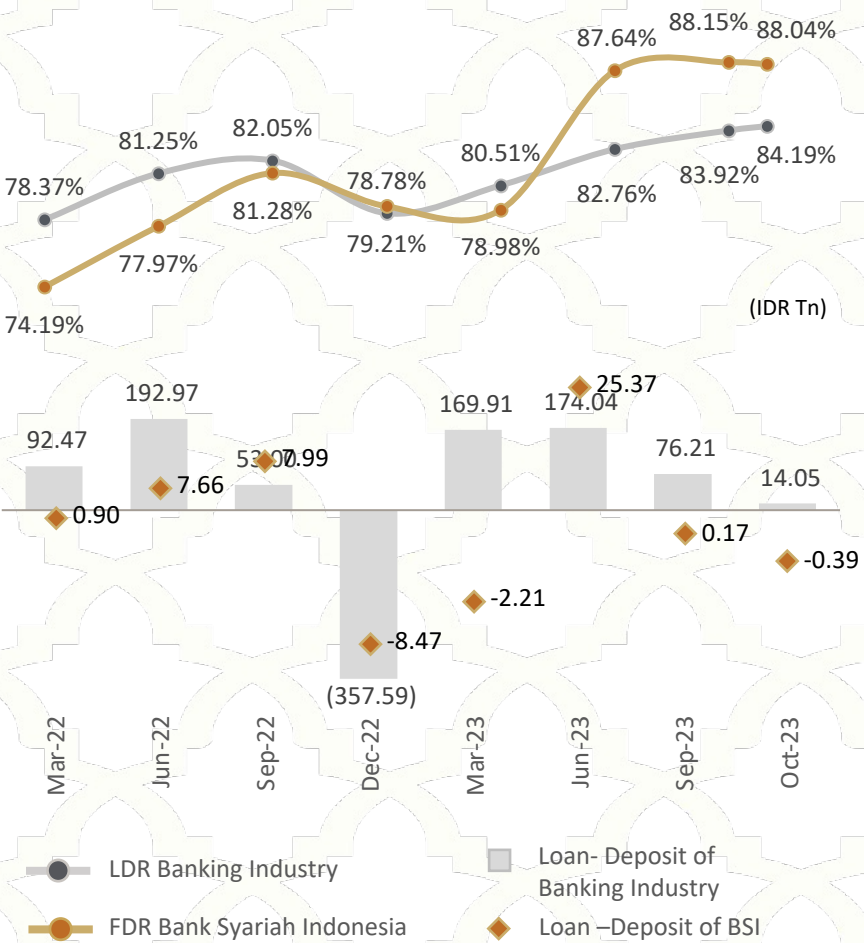 88.15% 88.04%
87.64%
82.05%
81.25%
80.51%
78.78%
78.37%
84.19%
83.92%
82.76%
81.28%
79.21%
78.98%
77.97%
74.19%
(IDR Tn)
25.37
192.97
174.04
169.91
92.47
53.00
7.99
76.21
14.05
7.66
0.90
0.17
-0.39
-2.21
-8.47
(357.59)
Mar-22
Jun-22
Sep-22
Dec-22
Mar-23
Jun-23
Sep-23
Oct-23
LDR Banking Industry
Loan- Deposit of
Banking Industry
FDR Bank Syariah Indonesia
Loan –Deposit of BSI